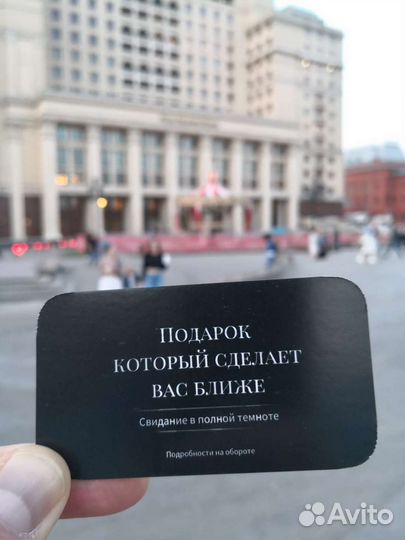 Подарок
который сделает
вас ближе
Свидание в полной темноте
Подробности на обороте
Avito